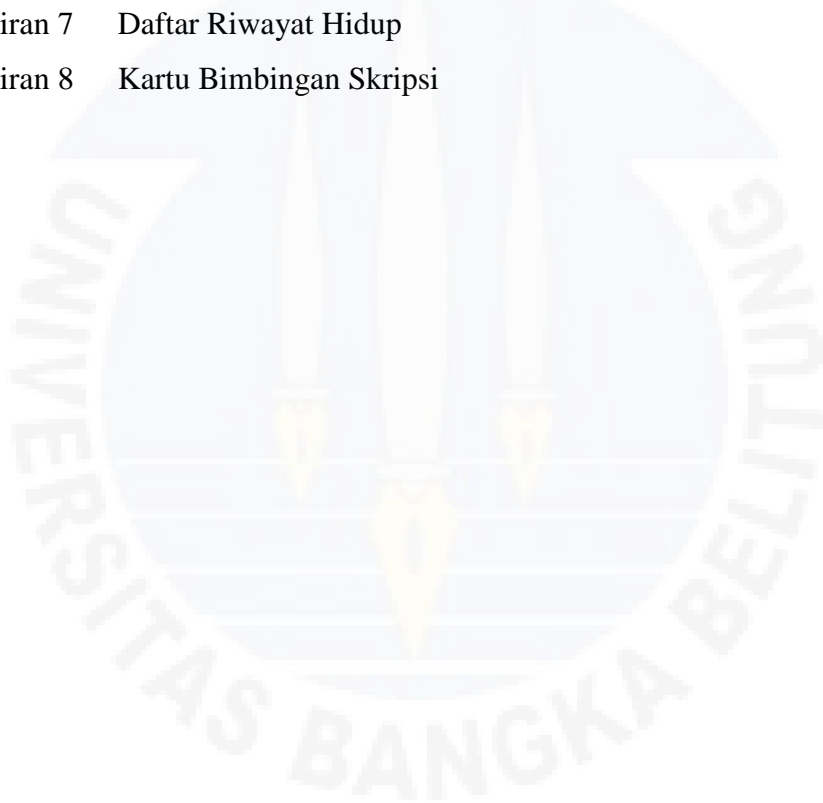 iran 7 Daftar Riwayat Hidup
iran 8 Kartu Bimbingan Skripsi
UNIVERSITAS BANGKA BELITUNG